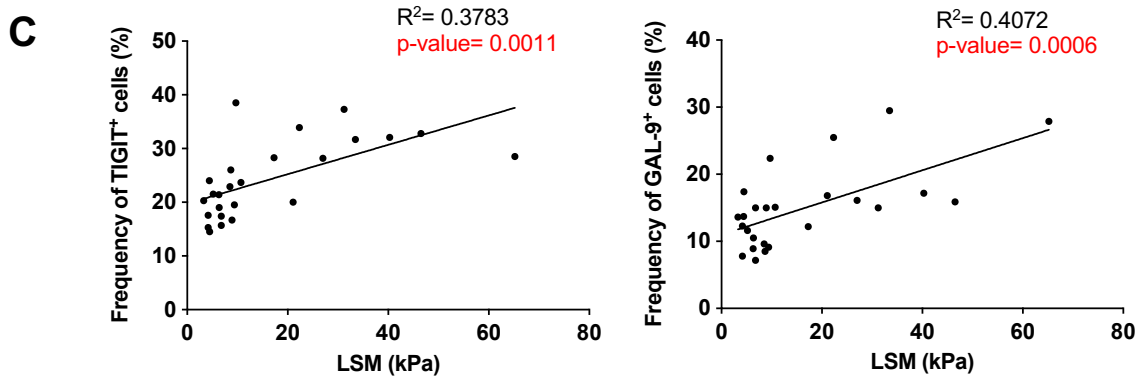 C
R²= 0.3783
p-value= 0.0011
Frequency of TIGIT⁺ cells (%)
50
40
30
20
10
0
0 20 40 60 80
LSM (kPa)
R²= 0.4072
p-value= 0.0006
Frequency of GAL-9⁺ cells (%)
40
30
20
10
0
0 20 40 60 80
LSM (kPa)